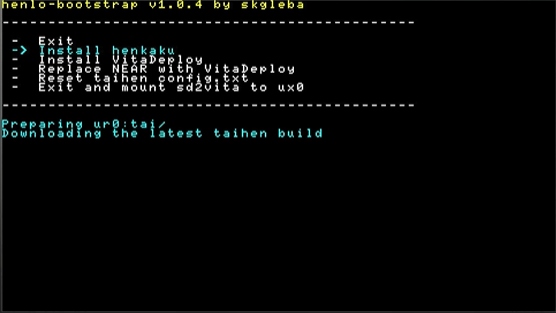 henlo-bootstrap v1.0.4 by skgleba
---------------------------------------------
- Exit
-> Install henkaku
- Install VitaDeploy
- Replace NEAR with VitaDeploy
- Reset taihen config.txt
- Exit and mount sd2vita to ux0
---------------------------------------------
Preparing ur0:tai/
Downloading the latest taihen build